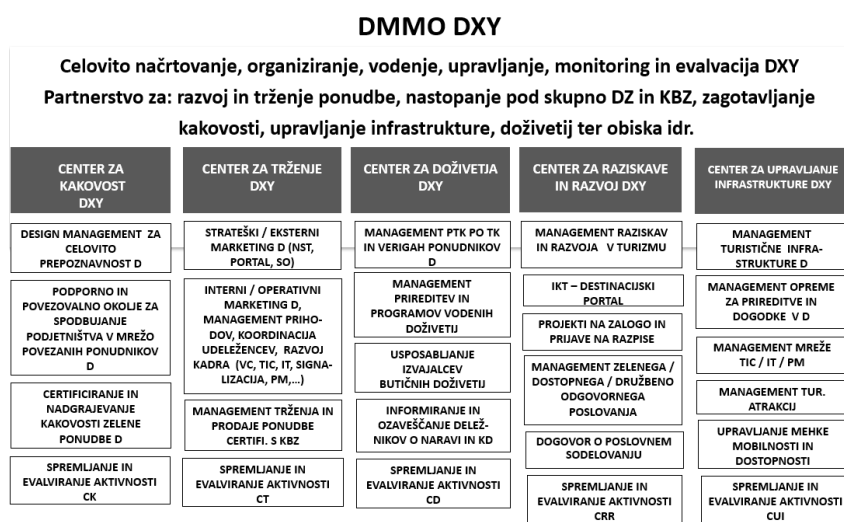 DMMO DXY
Celovito načrtovanje, organiziranje, vodenje, upravljanje, monitoring in evalvacija DXY
Partnerstvo za: razvoj in trženje ponudbe, nastopanje pod skupno DZ in KBZ, zagotavljanje
kakovosti, upravljanje infrastrukture, doživetij ter obiska idr.
CENTER ZA
KAKOVOST
DXY
DESIGN MANAGEMENT ZA
CELOVITO
PREPOZNAVNOST D
PODPORNO IN
POVEZOVALNO OKOLJE ZA
SPODBUJANJE
PODJETNIŠTVA V MREŽO
POVEZANIH PONUDNIKOV
D
CERTIFICIRANJE IN
NADGRAJEVANJE
KAKOVOSTI ZELENE
PONUDBE D
SPREMLJANJE IN
EVALVIRANJE AKTIVNOSTI
CK
CENTER ZA TRŽENJE
DXY
STRATEŠKI / EKSTERNI
MARKETING D (NST,
PORTAL, SO)
INTERNI / OPERATIVNI
MARKETING D,
MANAGEMENT PRIHO-
DOV, KOORDINACIJA
UDELEŽENCEV, RAZVOJ
KADRA (VC, TIC, IT, SIGNA-
LIZACIJA, PM,...)
MANAGEMENT TRŽENJA IN
PRODAJE PONUDBE
CERTIFI. S KBZ
SPREMLJANJE IN
EVALVIRANJE AKTIVNOSTI
CT
CENTER ZA DOŽIVETJA
DXY
MANAGEMENT PTK PO TK
IN VERIGAH PONUDNIKOV
D
MANAGEMENT
PRIREDITEV IN
PROGRAMOV VODENIH
DOŽIVETIJ
USPOSABLJANJE
IZVAJALCEV
BUTIČNIH DOŽIVETIJ
INFORMIRANJE IN
OZAVEŠČANJE DELEŽ-
NIKOV O NARAVI IN KD
SPREMLJANJE IN
EVALVIRANJE AKTIVNOSTI
CD
CENTER ZA RAZISKAVE
IN RAZVOJ DXY
MANAGEMENT RAZISKAV
IN RAZVOJA V TURIZMU
IKT – DESTINACIJSKI
PORTAL
PROJEKTI NA ZALOGO IN
PRIJAVE NA RAZPISE
MANAGEMENT ZELENEGA /
DOSTOPNEGA / DRUŽBENO
ODGOVORNEGA
POSLOVANJA
DOGOVOR O POSLOVNEM
SODELOVANJU
SPREMLJANJE IN
EVALVIRANJE AKTIVNOSTI
CRR
CENTER ZA UPRAVLJANJE
INFRASTRUKTURE DXY
MANAGEMENT
TURISTIČNE INFRA-
STRUKTURE D
MANAGEMENT OPREME
ZA PRIREDITVE IN
DOGODKE V D
MANAGEMENT MREŽE
TIC / IT / PM
MANAGEMENT TUR.
ATRAKCIJ
UPRAVLJANJE MEHKE
MOBILNOSTI IN
DOSTOPNOSTI
SPREMLJANJE IN
EVALVIRANJE AKTIVNOSTI
CUI